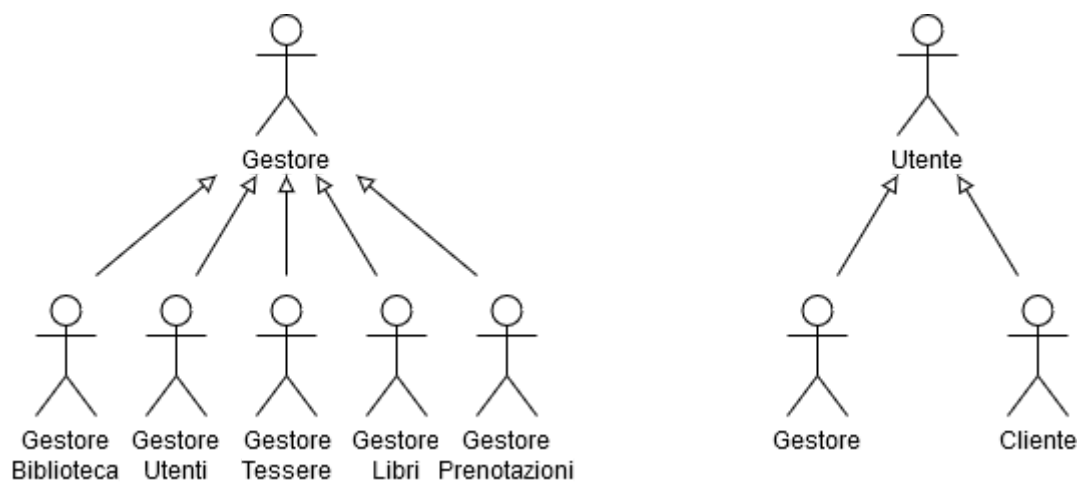 Gestore
Utente
Gestore Biblioteca
Gestore Utenti
Gestore Tessere
Gestore Libri
Gestore Prenotazioni
Gestore
Cliente